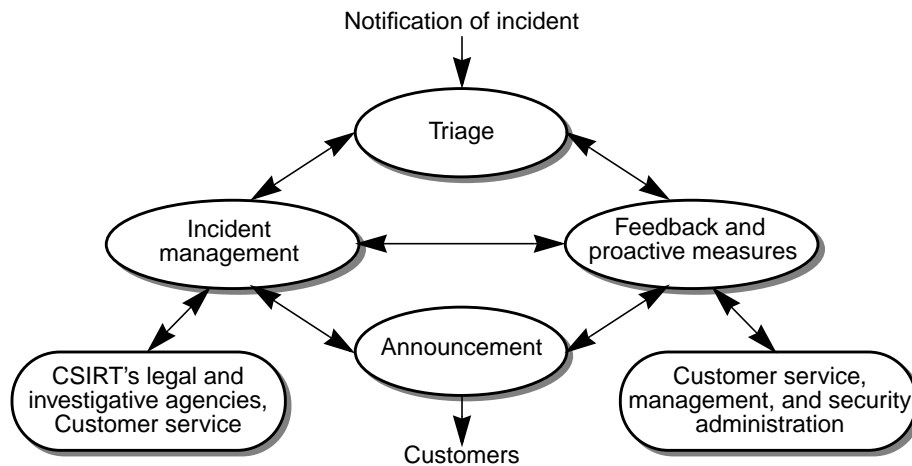 Notification of incident
Triage
Incident
management
Feedback and
proactive measures
Announcement
CSIRT’s legal and
investigative agencies,
Customer service
Customer service,
management, and security
administration
Customers